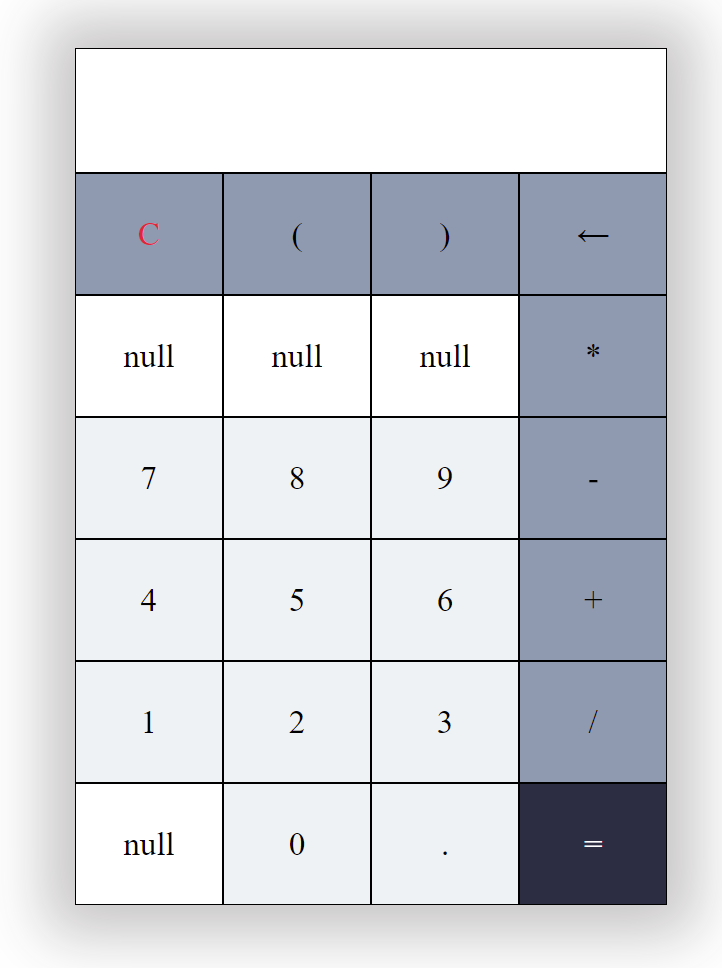 C ( ) ←
null null null *
7 8 9 -
4 5 6 +
1 2 3 /
null 0 . =